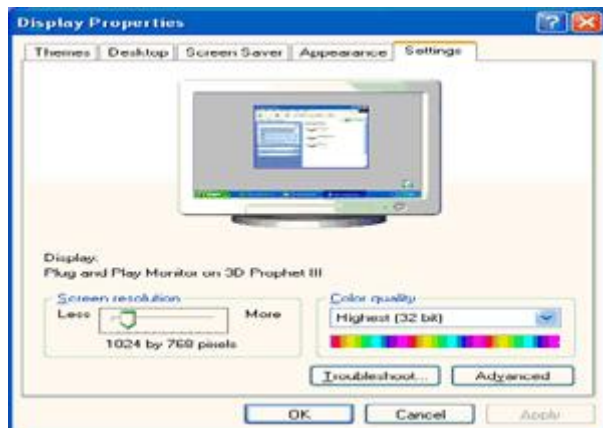 Display Properties
Themes Desktop Screen Saver Appearance Settings
Display:
Plug and Play Monitor on 3D Prophet III
Screen resolution
Less More
1024 by 768 pixels
Color quality
Highest (32 bit)
Troubleshoot... Advanced
OK Cancel Apply